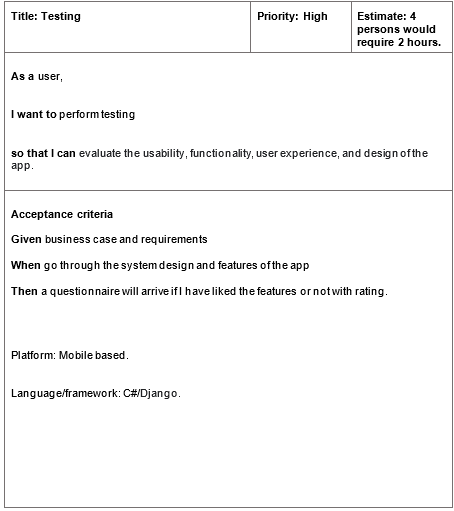 Title: Testing
Priority: High
Estimate: 4
persons would
require 2 hours.
As a user,
I want to perform testing
so that I can evaluate the usability, functionality, user experience, and design of the
app.
Acceptance criteria
Given business case and requirements
When go through the system design and features of the app
Then a questionnaire will arrive if I have liked the features or not with rating.
Platform: Mobile based.
Language/framework: C#/Django.